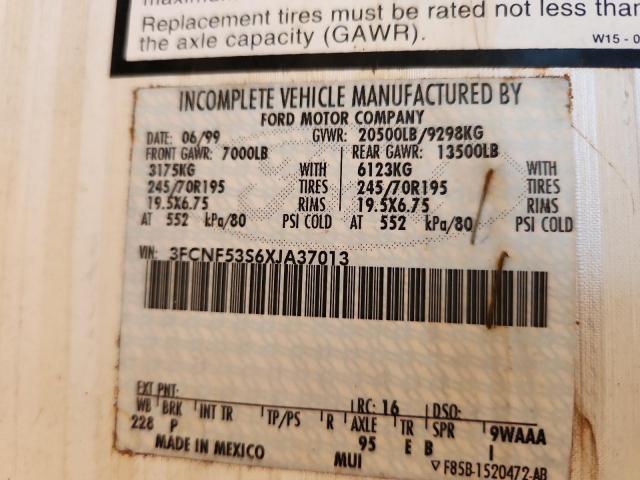 Replacement tires must be rated not less than
the axle capacity (GAWR).
W15 - 0
INCOMPLETE VEHICLE MANUFACTURED BY
FORD MOTOR COMPANY
DATE: 06/99 GVWR: 20500LB/9298KG
FRONT GAWR: 7000LB REAR GAWR: 13500LB
3175KG WITH 6123KG WITH
245/70R195 TIRES 245/70R195 TIRES
19.5X6.75 RIMS 19.5X6.75 RIMS
AT 552 kPa/80 PSI COLD AT 552 kPa/80 PSI COLD
VIN: 3FCNF53S6XJA37013
EXT PNT: RC: 16 DSO:
WB BRK INT TR TP/PS R AXLE TR SPR 9WAAA
228 P 95 E B I
MADE IN MEXICO MUI ▽ F85B-1520472-AB